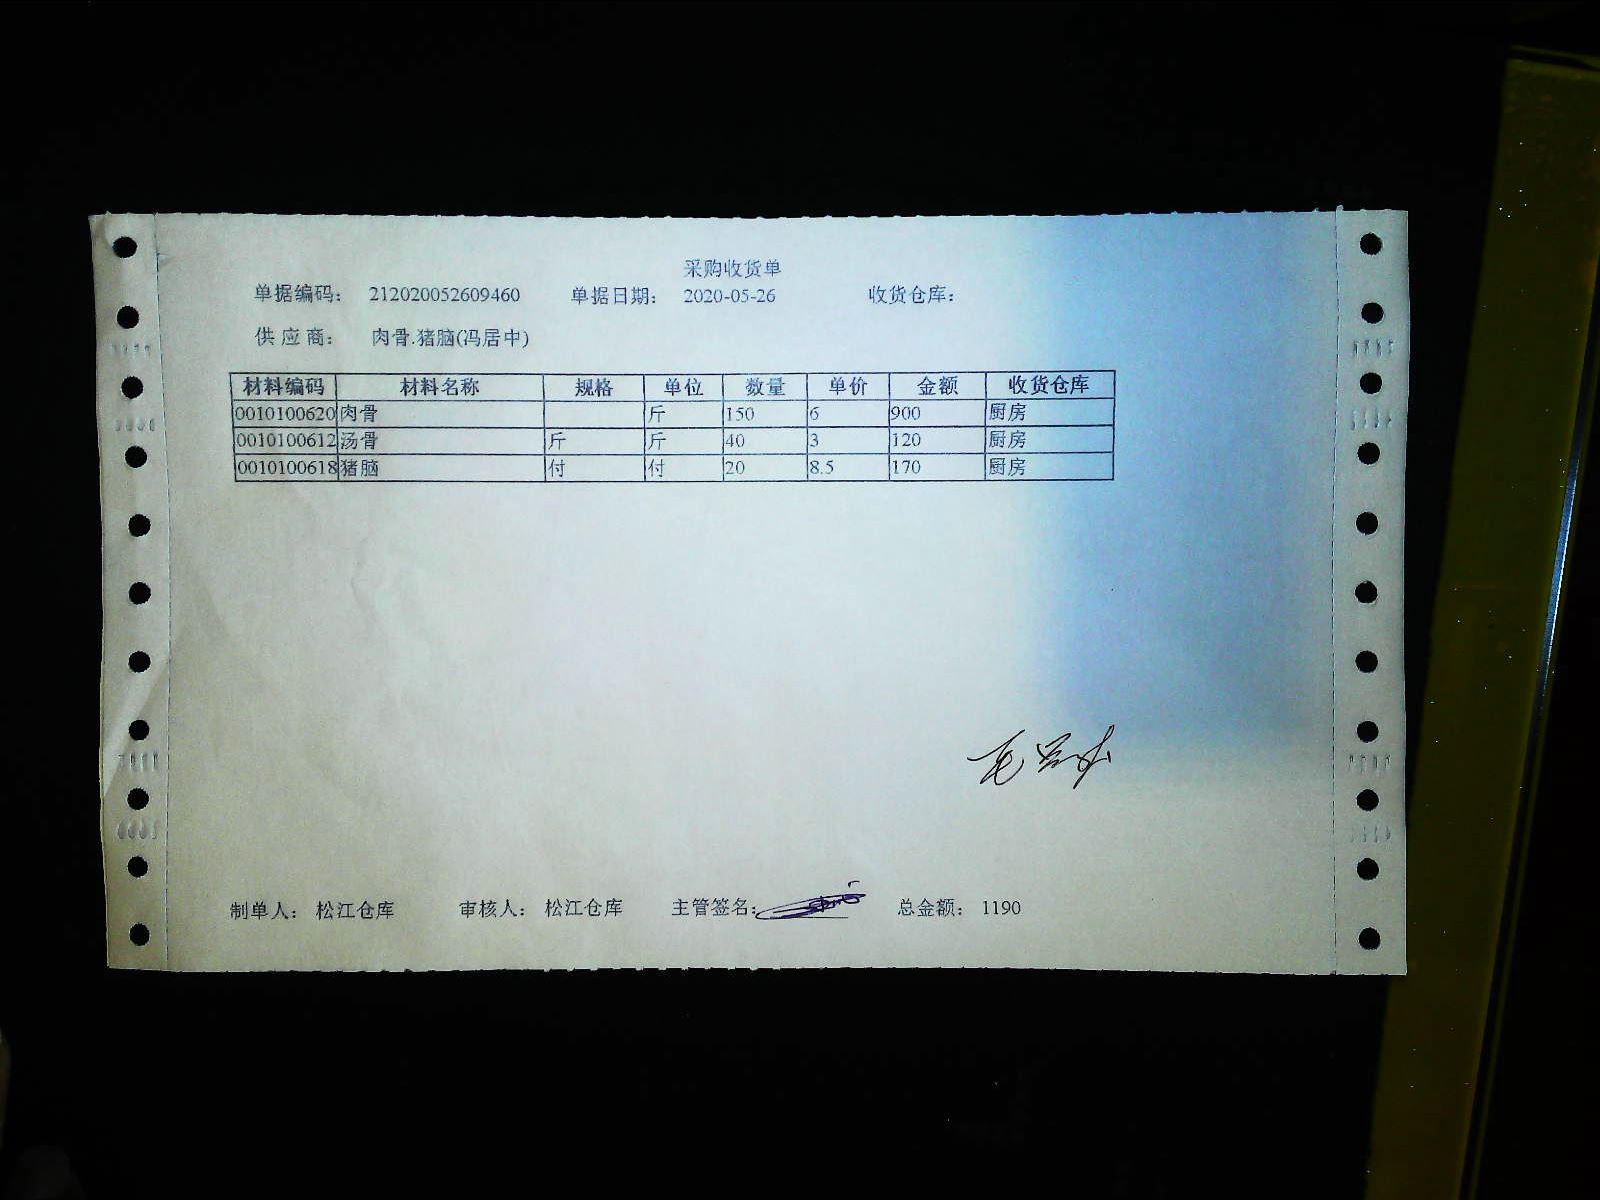 采购收货单
单据编码： 212020052609460 单据日期： 2020-05-26 收货仓库：
供应商： 肉骨.猪脑(冯居中)
材料编码 材料名称 规格 单位 数量 单价 金额 收货仓库
0010100620 肉骨 斤 150 6 900 厨房
0010100612 汤骨 斤 斤 40 3 120 厨房
0010100618 猪脑 付 付 20 8.5 170 厨房
制单人： 松江仓库 审核人： 松江仓库 主管签名： 总金额： 1190